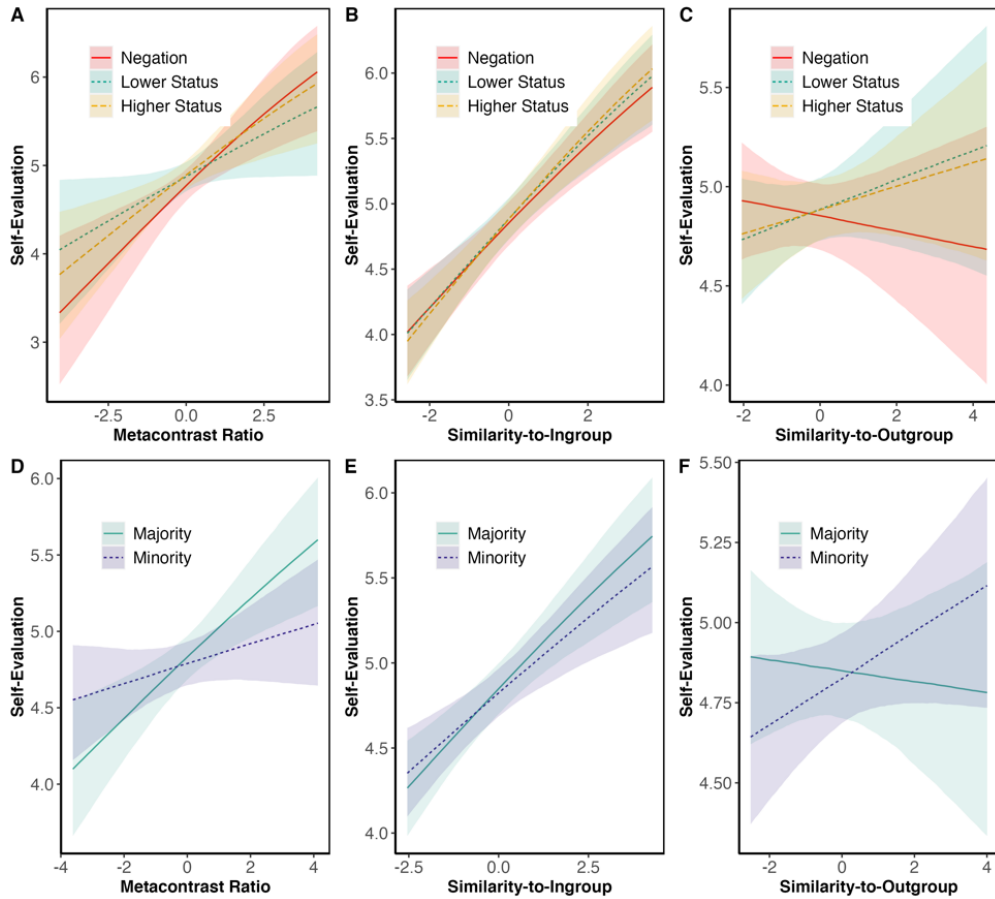 A
Negation
Lower Status
Higher Status
6
5
4
3
Self-Evaluation
-2.5
0.0
2.5
Metacontrast Ratio
B
Negation
Lower Status
Higher Status
6.0
5.5
5.0
4.5
4.0
3.5
Self-Evaluation
-2
0
2
Similarity-to-Ingroup
C
Negation
Lower Status
Higher Status
5.5
5.0
4.5
4.0
Self-Evaluation
-2
0
2
4
Similarity-to-Outgroup
D
Majority
Minority
6.0
5.5
5.0
4.5
4.0
Self-Evaluation
-4
-2
0
2
4
Metacontrast Ratio
E
Majority
Minority
6.0
5.5
5.0
4.5
4.0
Self-Evaluation
-2.5
0.0
2.5
Similarity-to-Ingroup
F
Majority
Minority
5.50
5.25
5.00
4.75
4.50
Self-Evaluation
-2
0
2
4
Similarity-to-Outgroup